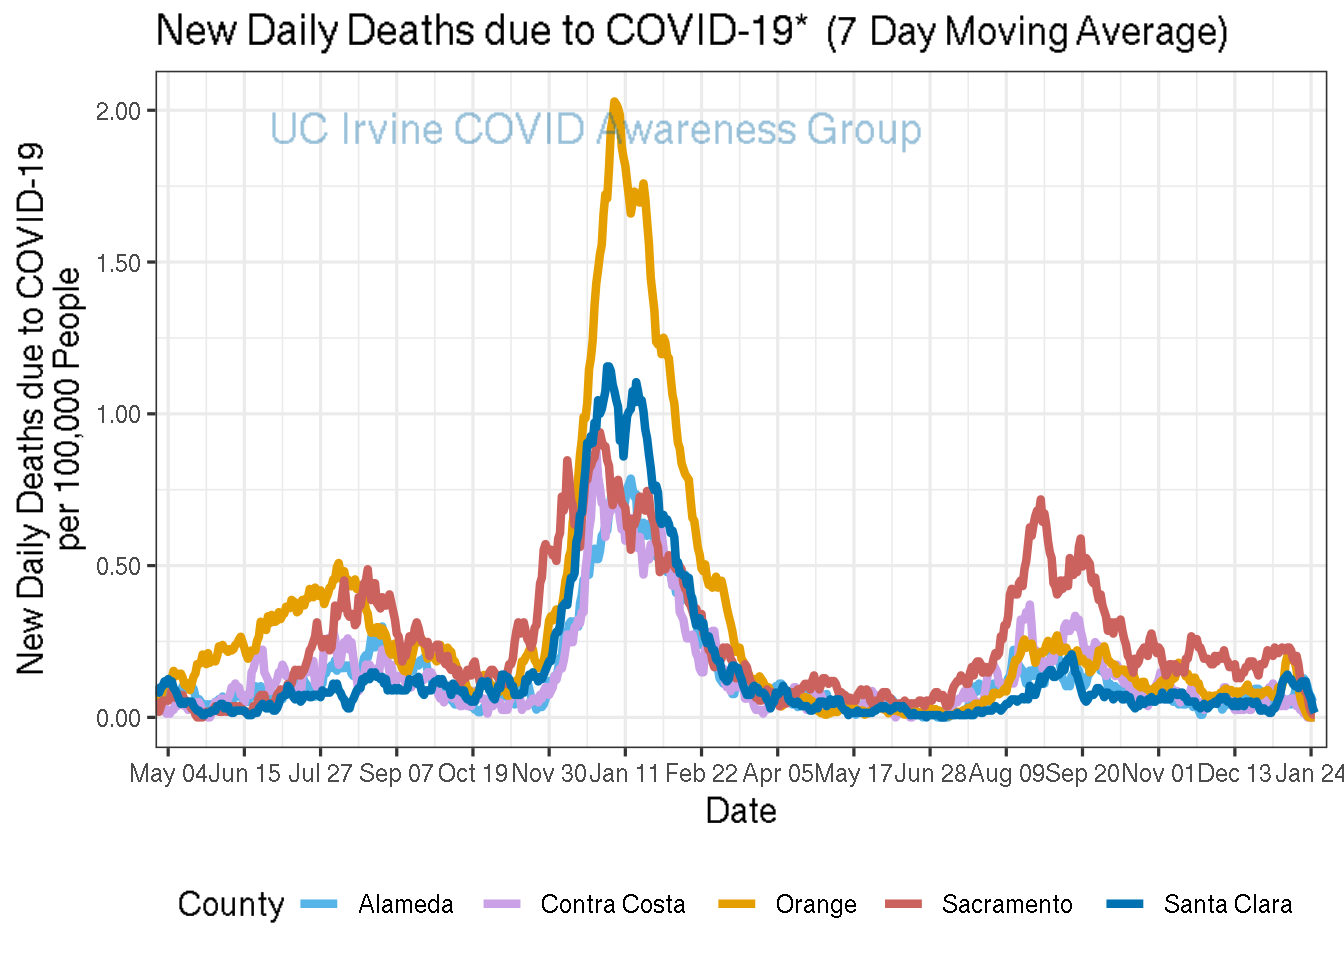 New Daily Deaths due to COVID-19* (7 Day Moving Average)
UC Irvine COVID Awareness Group
New Daily Deaths due to COVID-19
per 100,000 People
2.00
1.50
1.00
0.50
0.00
May 04 Jun 15 Jul 27 Sep 07 Oct 19 Nov 30 Jan 11 Feb 22 Apr 05 May 17 Jun 28 Aug 09 Sep 20 Nov 01 Dec 13 Jan 24
Date
County Alameda Contra Costa Orange Sacramento Santa Clara